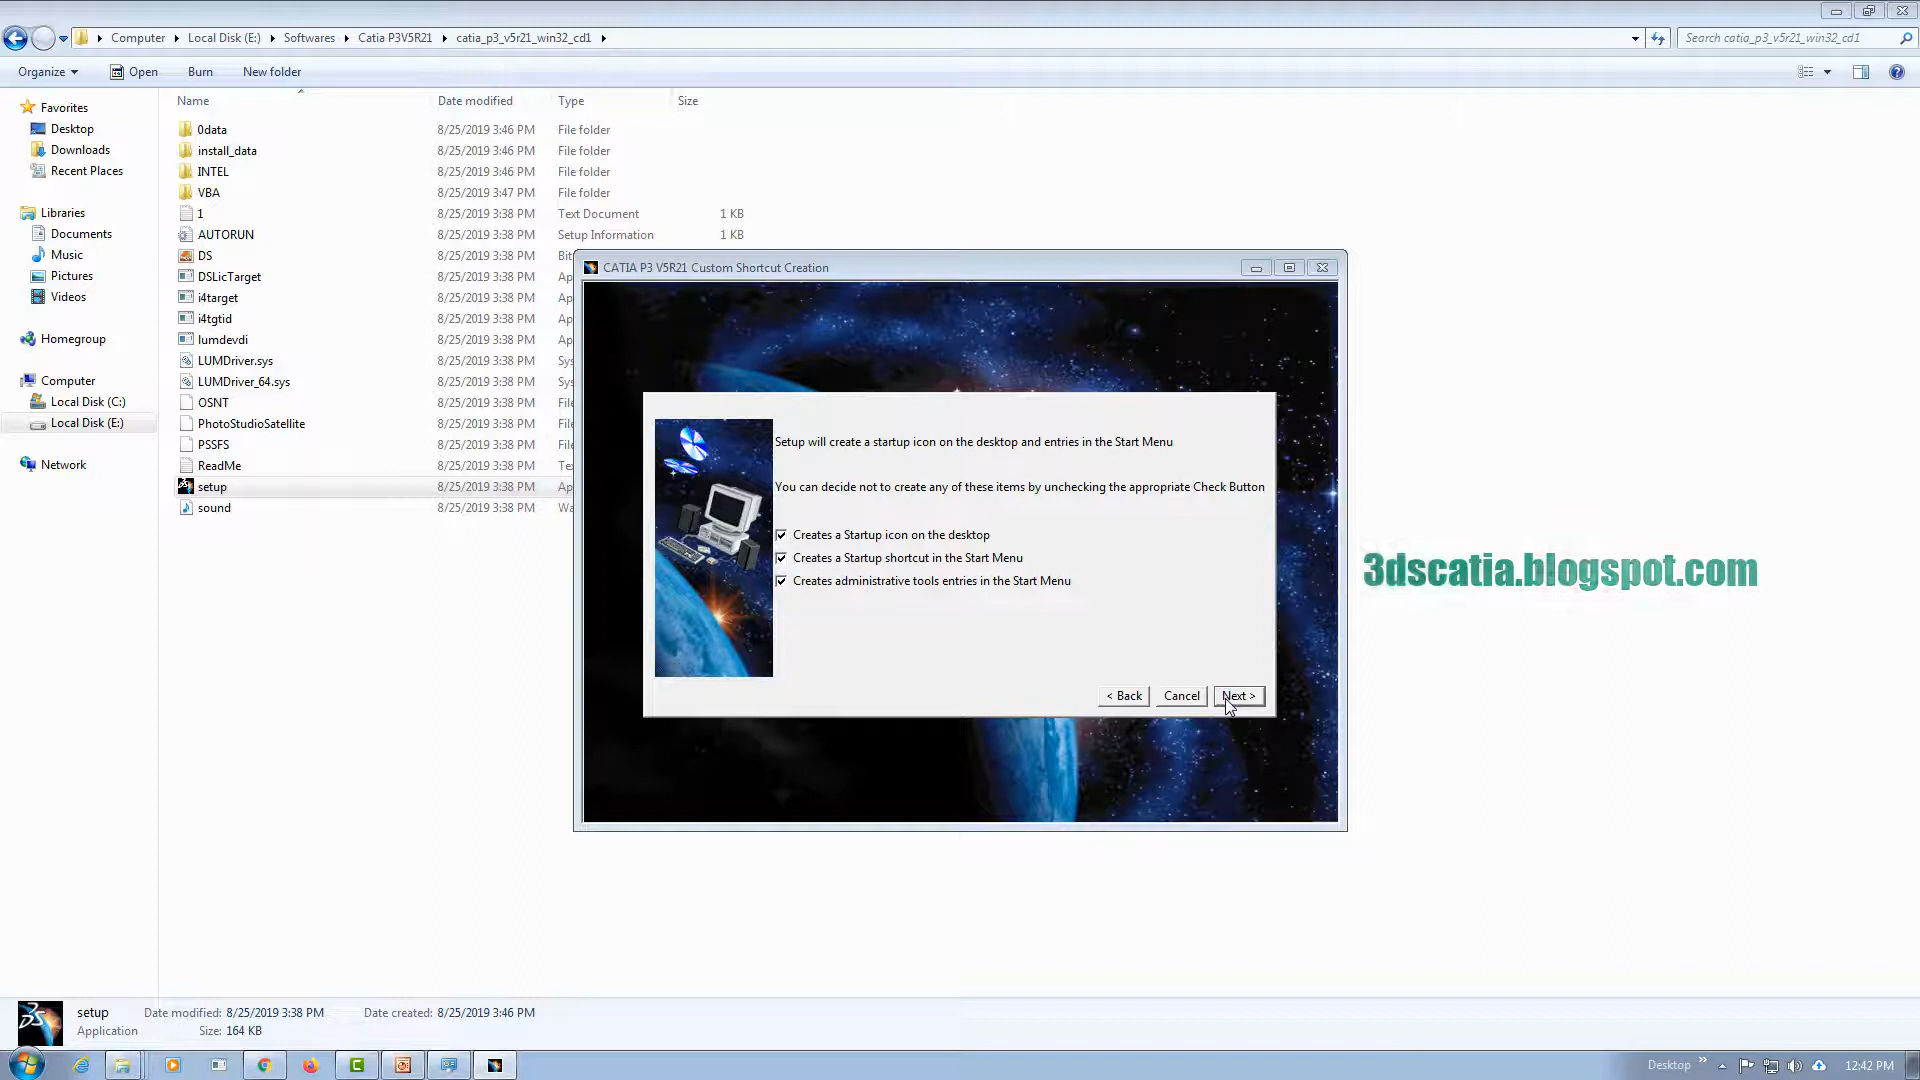 Computer Local Disk (E:) Softwares Catia P3V5R21 catia_p3_v5r21_win32_cd1
Search catia_p3_v5r21_win32_cd1
Organize Open Burn New folder
Name Date modified Type Size
Favorites
Desktop
Downloads
Recent Places
Libraries
Documents
Music
Pictures
Videos
Homegroup
Computer
Local Disk (C:)
Local Disk (E:)
Network
0data 8/25/2019 3:46 PM File folder
install_data 8/25/2019 3:46 PM File folder
INTEL 8/25/2019 3:46 PM File folder
VBA 8/25/2019 3:47 PM File folder
1 8/25/2019 3:38 PM Text Document 1 KB
AUTORUN 8/25/2019 3:38 PM Setup Information 1 KB
DS 8/25/2019 3:38 PM Bit
DSLicTarget 8/25/2019 3:38 PM Ap
i4target 8/25/2019 3:38 PM Ap
i4tgtid 8/25/2019 3:38 PM Ap
lumdevdi 8/25/2019 3:38 PM Ap
LUMDriver.sys 8/25/2019 3:38 PM Sys
LUMDriver_64.sys 8/25/2019 3:38 PM Sys
OSNT 8/25/2019 3:38 PM File
PhotoStudioSatellite 8/25/2019 3:38 PM File
PSSFS 8/25/2019 3:38 PM File
ReadMe 8/25/2019 3:38 PM Te
setup 8/25/2019 3:38 PM Ap
sound 8/25/2019 3:38 PM Wa
CATIA P3 V5R21 Custom Shortcut Creation
Setup will create a startup icon on the desktop and entries in the Start Menu
You can decide not to create any of these items by unchecking the appropriate Check Button
Creates a Startup icon on the desktop
Creates a Startup shortcut in the Start Menu
Creates administrative tools entries in the Start Menu
< Back Cancel Next >
3dscatia.blogspot.com
setup Date modified: 8/25/2019 3:38 PM Date created: 8/25/2019 3:46 PM
Application Size: 164 KB
Desktop 12:42 PM